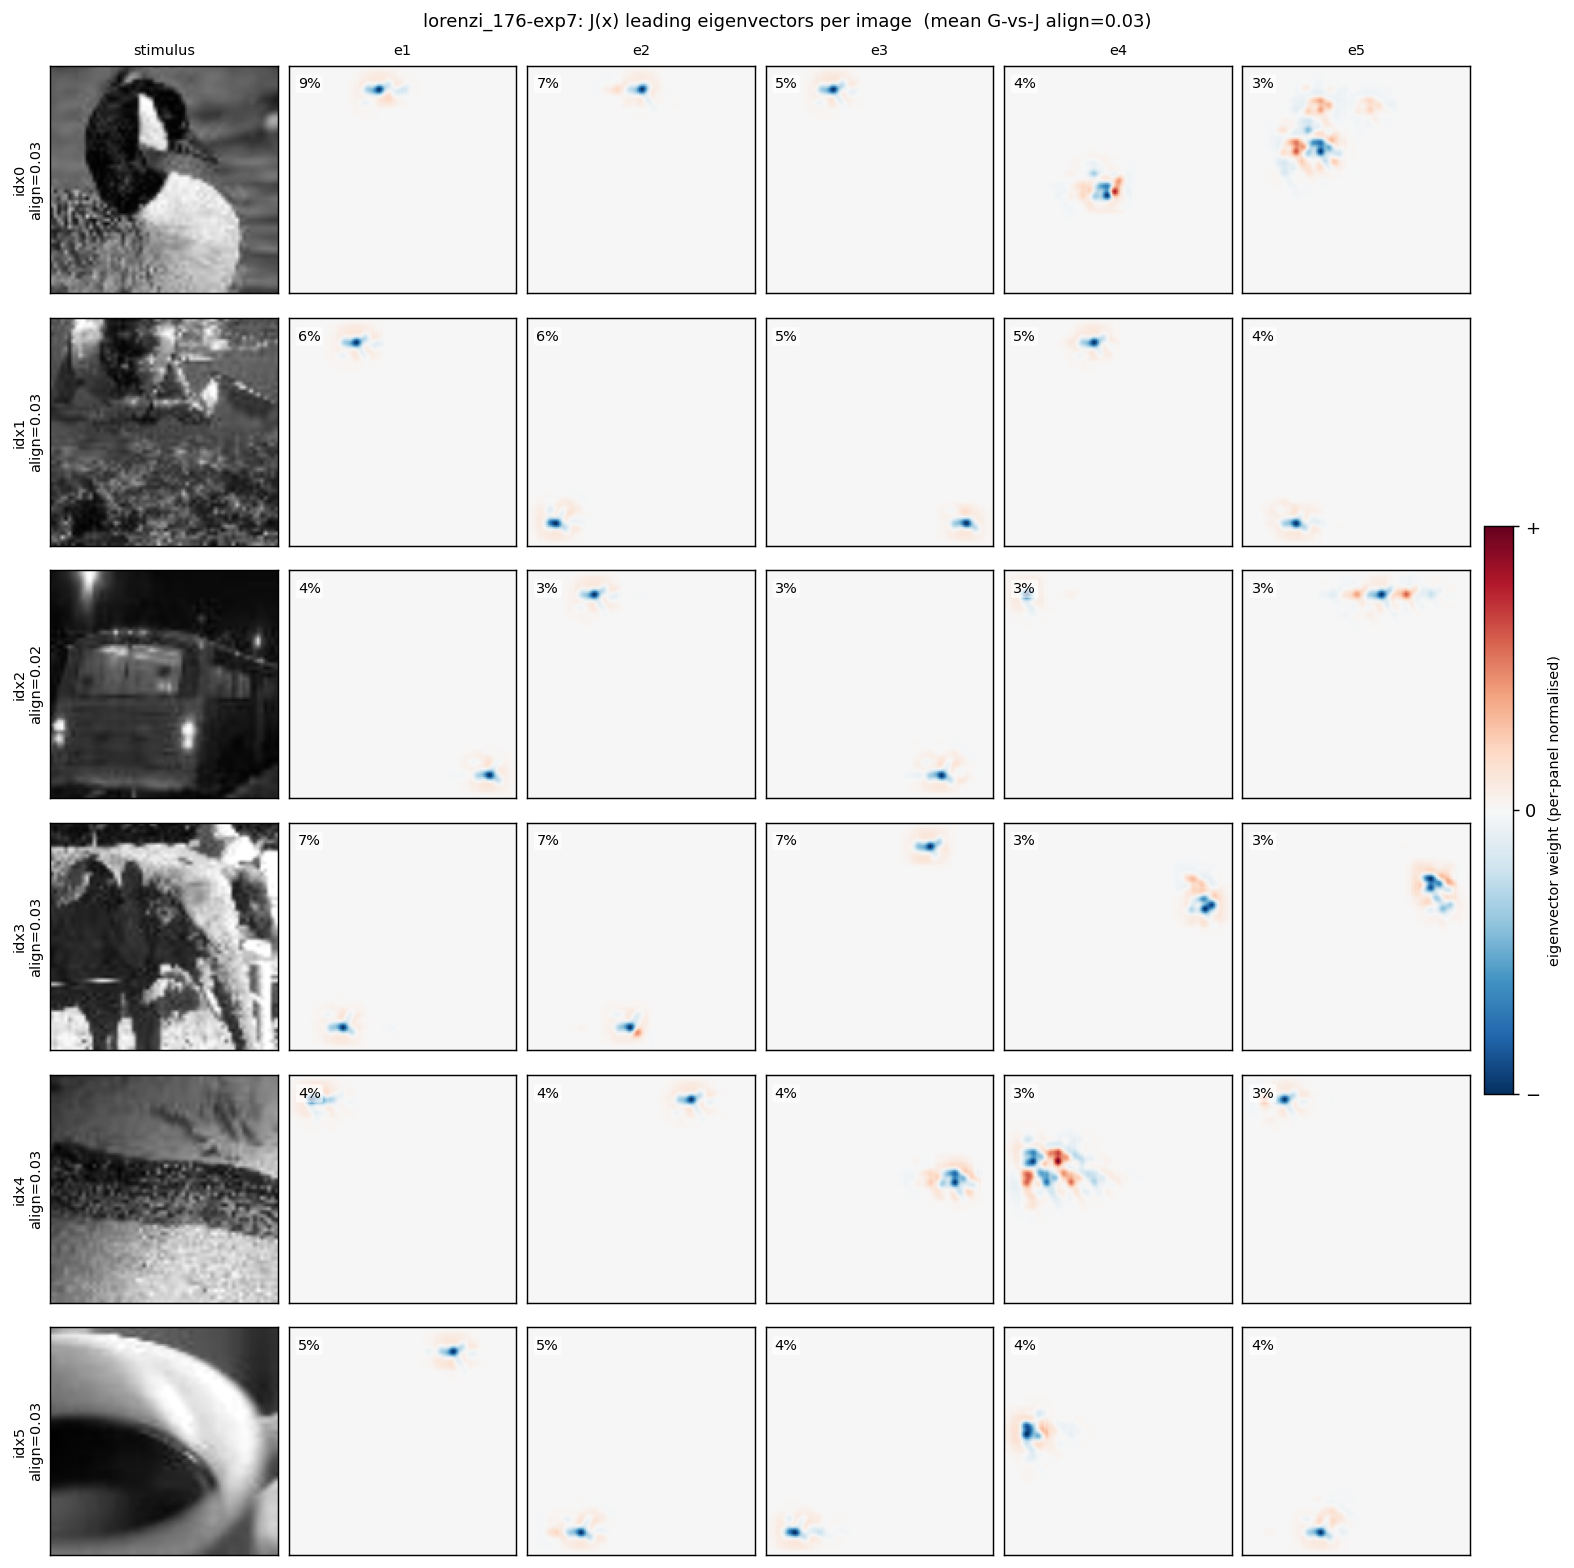 lorenzi_176-exp7: J(x) leading eigenvectors per image  (mean G-vs-J align=0.03)
stimulus e1 e2 e3 e4 e5
idx0
align=0.03
9% 7% 5% 4% 3%
idx1
align=0.03
6% 6% 5% 5% 4%
idx2
align=0.02
4% 3% 3% 3% 3%
idx3
align=0.03
7% 7% 7% 3% 3%
idx4
align=0.03
4% 4% 4% 3% 3%
idx5
align=0.03
5% 5% 4% 4% 4%
+
0
−
eigenvector weight (per-panel normalised)